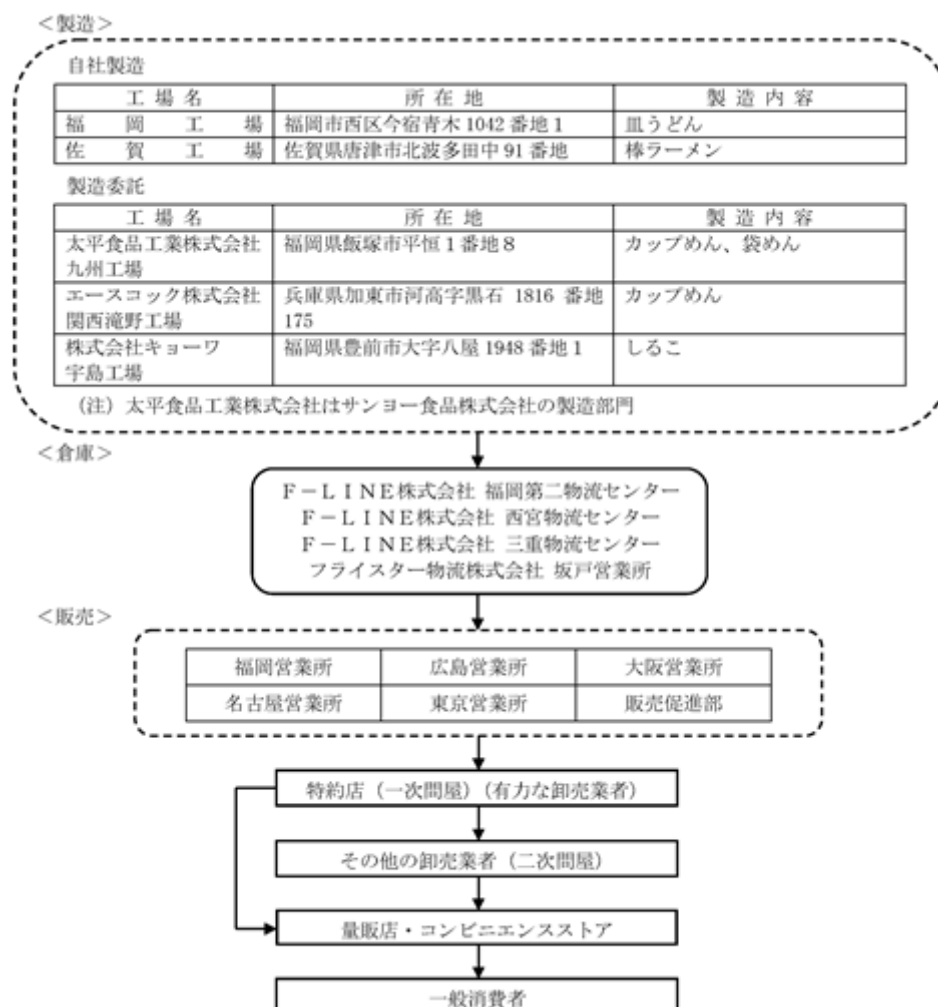 <製造>
自社製造
工場名 所在地 製造内容
福岡工場 福岡市西区今宿青木 1042 番地 1 皿うどん
佐賀工場 佐賀県唐津市北波多田中 91 番地 棒ラーメン
製造委託
工場名 所在地 製造内容
太平食品工業株式会社 福岡県飯塚市平恒 1 番地 8 カップめん、袋めん
九州工場
エースコック株式会社 兵庫県加東市河高字黒石 1816 番地 カップめん
関西滝野工場 175
株式会社キョーワ 福岡県豊前市大字八屋 1948 番地 1 しるこ
宇島工場
(注) 太平食品工業株式会社はサンヨー食品株式会社の製造部門
<倉庫>
F-LINE株式会社 福岡第二物流センター
F-LINE株式会社 西宮物流センター
F-LINE株式会社 三重物流センター
フライスター物流株式会社 坂戸営業所
<販売>
福岡営業所 広島営業所 大阪営業所
名古屋営業所 東京営業所 販売促進部
特約店(一次問屋)(有力な卸売業者)
その他の卸売業者(二次問屋)
量販店・コンビニエンスストア
一般消費者